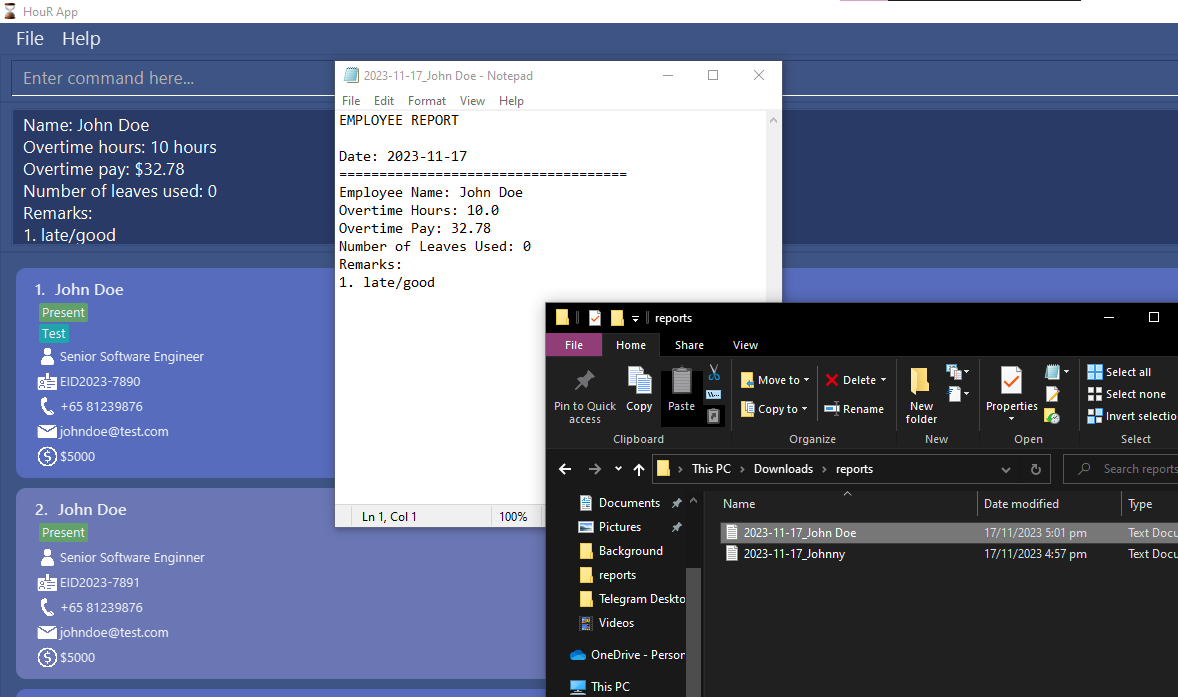 HouR App
File Help
Enter command here...
Name: John Doe
Overtime hours: 10 hours
Overtime pay: $32.78
Number of leaves used: 0
Remarks:
1. late/good
1. John Doe
Present
Test
Senior Software Engineer
EID2023-7890
+65 81239876
johndoe@test.com
$5000
2. John Doe
Present
Senior Software Enginner
EID2023-7891
+65 81239876
johndoe@test.com
$5000
2023-11-17_John Doe - Notepad
File Edit Format View Help
EMPLOYEE REPORT
Date: 2023-11-17
====================================
Employee Name: John Doe
Overtime Hours: 10.0
Overtime Pay: 32.78
Number of Leaves Used: 0
Remarks:
1. late/good
Ln 1, Col 1 100%
reports
File Home Share View
Pin to Quick access
Copy
Paste
Clipboard
Move to
Copy to
Delete
Rename
Organize
New folder
New
Properties
Open
Select all
Select none
Invert selectio
Select
This PC > Downloads > reports
Search reports
Documents
Pictures
Background
reports
Telegram Deskto
Videos
OneDrive - Person
This PC
Name Date modified Type
2023-11-17_John Doe 17/11/2023 5:01 pm Text Docu
2023-11-17_Johnny 17/11/2023 4:57 pm Text Docu